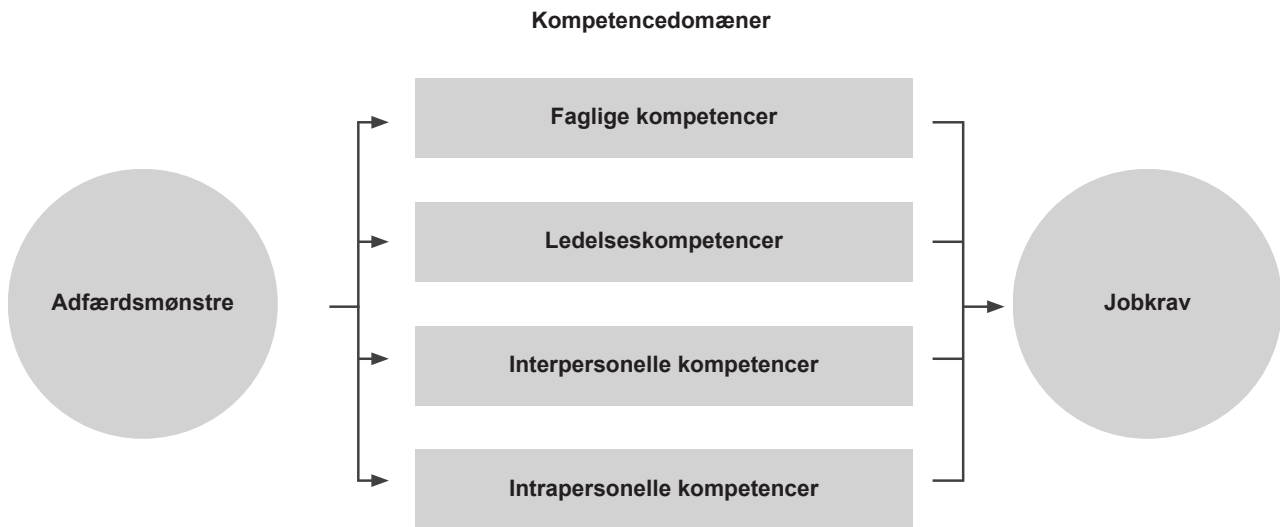 Kompetencedomæner
Faglige kompetencer
Ledelseskompetencer
Adfærdsmønstre
Jobkrav
Interpersonelle kompetencer
Intrapersonelle kompetencer